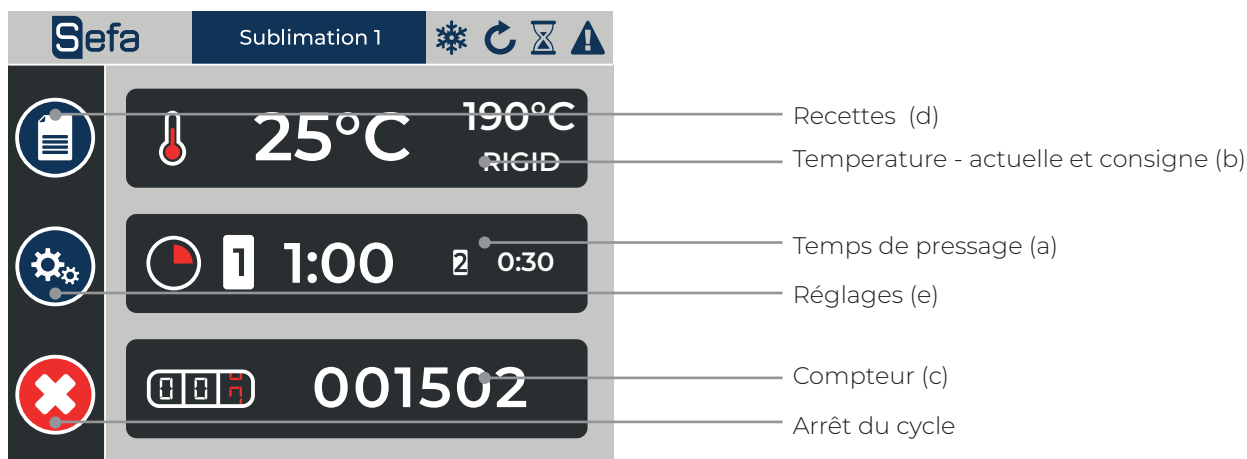 Sefa
Sublimation 1
25°C
190°C
RIGID
1 1:00 2 0:30
001502
Recettes (d)
Temperature - actuelle et consigne (b)
Temps de pressage (a)
Réglages (e)
Compteur (c)
Arrêt du cycle